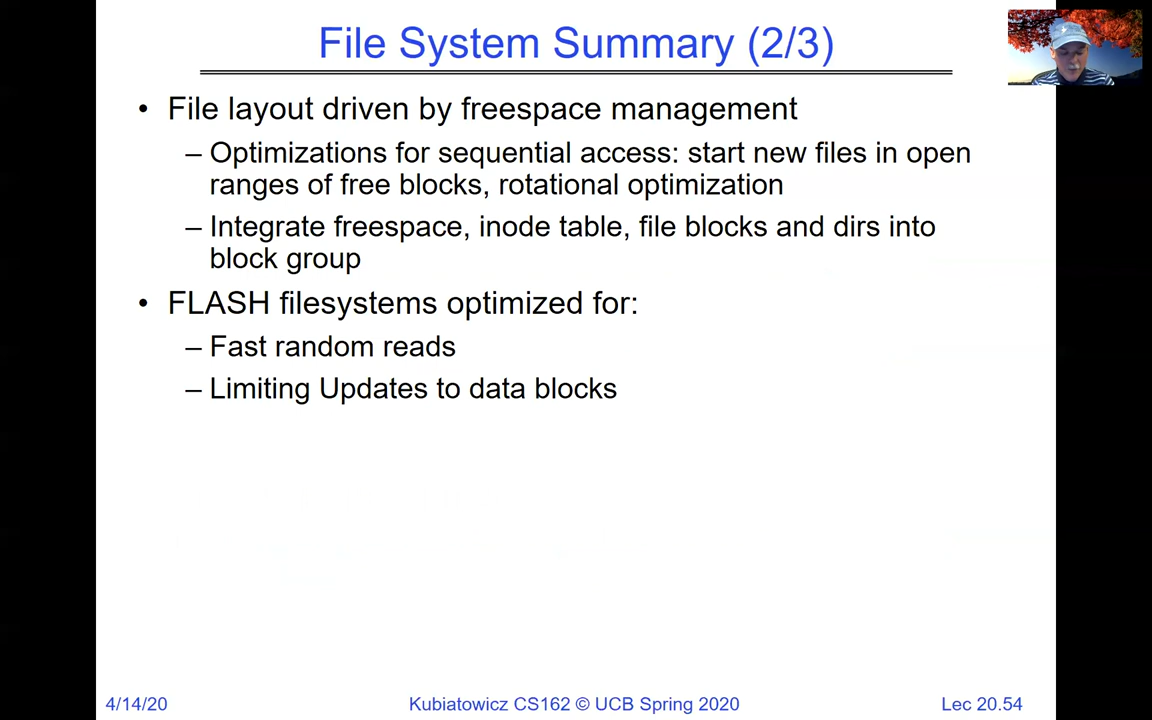 File System Summary (2/3)
• File layout driven by freespace management
– Optimizations for sequential access: start new files in open
ranges of free blocks, rotational optimization
– Integrate freespace, inode table, file blocks and dirs into
block group
• FLASH filesystems optimized for:
– Fast random reads
– Limiting Updates to data blocks
4/14/20
Kubiatowicz CS162 © UCB Spring 2020
Lec 20.54